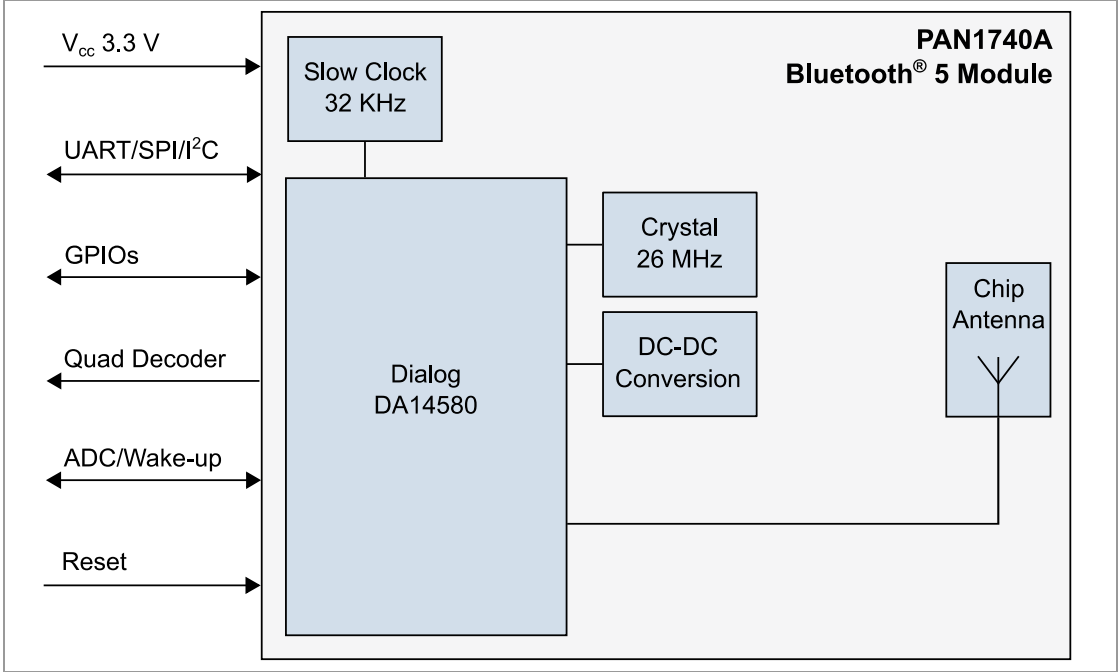 PAN1740A
Bluetooth® 5 Module
Vcc 3.3 V
Slow Clock
32 KHz
UART/SPI/I²C
GPIOs
Crystal
26 MHz
Chip
Antenna
Quad Decoder
DC-DC
Conversion
Dialog
DA14580
ADC/Wake-up
Reset